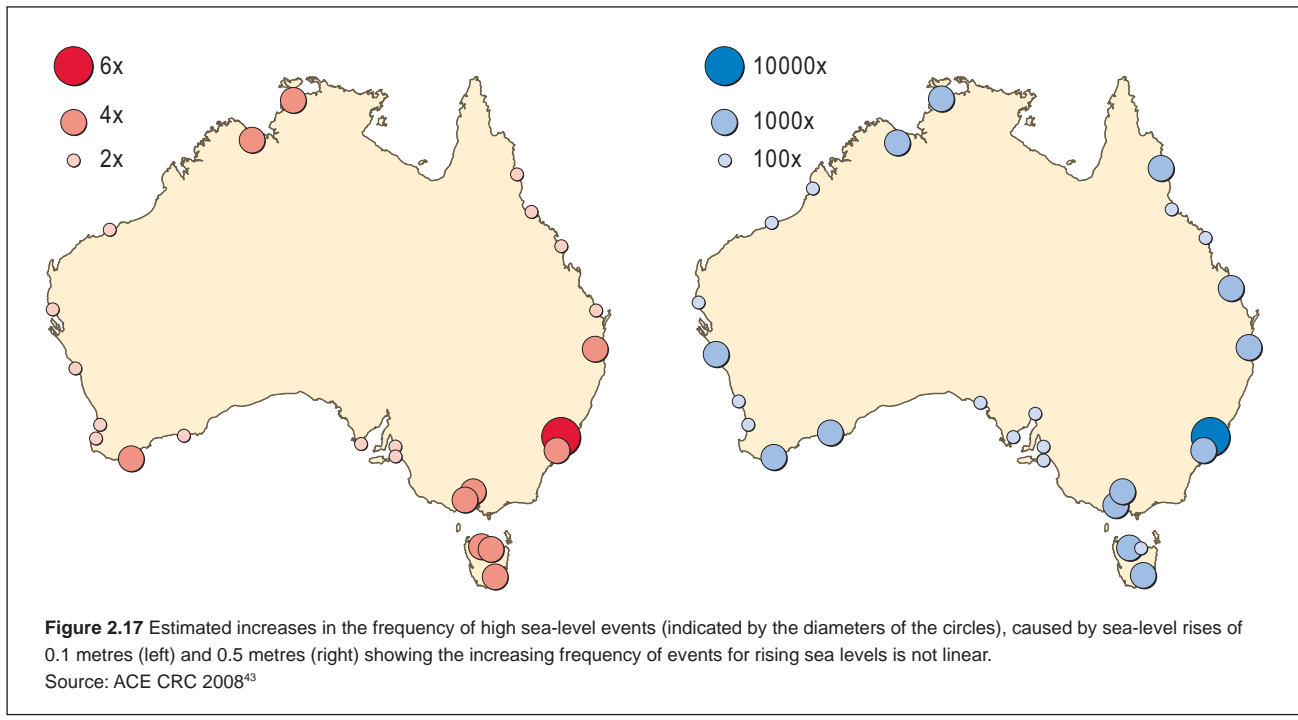 6x
4x
2x
10000x
1000x
100x
Figure 2.17 Estimated increases in the frequency of high sea-level events (indicated by the diameters of the circles), caused by sea-level rises of
0.1 metres (left) and 0.5 metres (right) showing the increasing frequency of events for rising sea levels is not linear.
Source: ACE CRC 2008⁴³